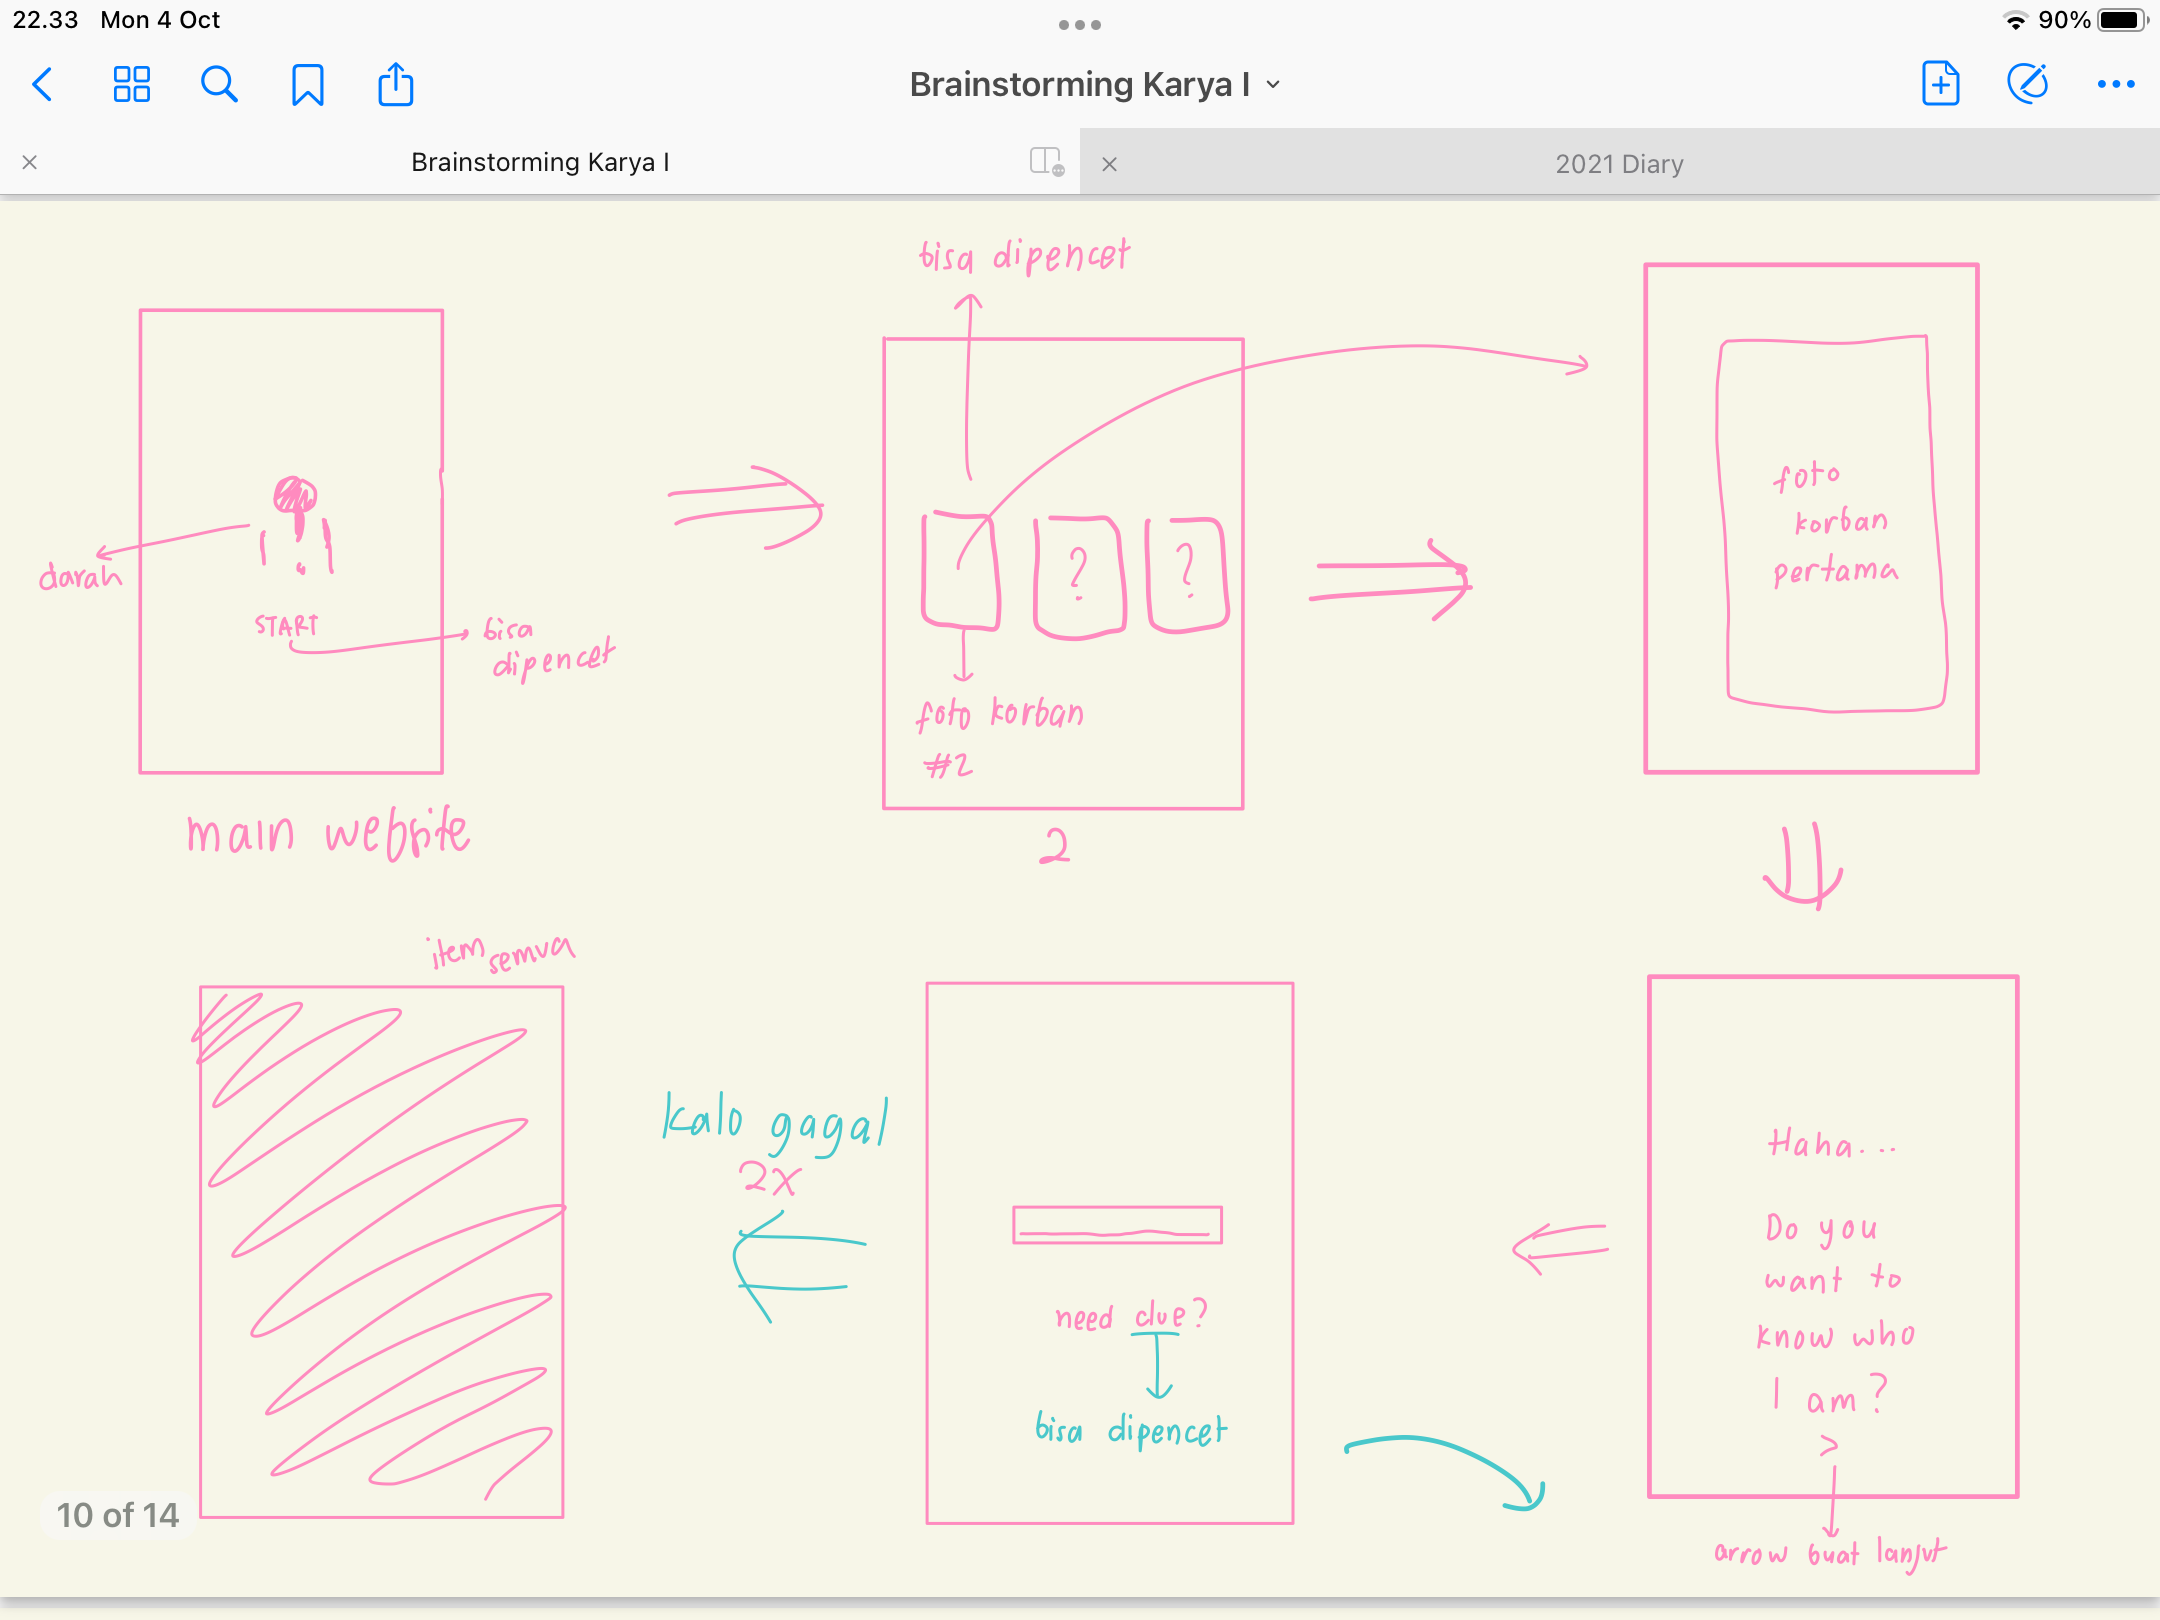 22.33 Mon 4 Oct
90%
Brainstorming Karya I
Brainstorming Karya I
2021 Diary
bisa dipencet
darah
START
bisa
dipencet
main website
?
?
foto korban
#2
2
foto
korban
pertama
item semua
kalo gagal
2x
need clue?
bisa dipencet
Haha...
Do you
want to
know who
I am?
>
arrow buat lanjut
10 of 14